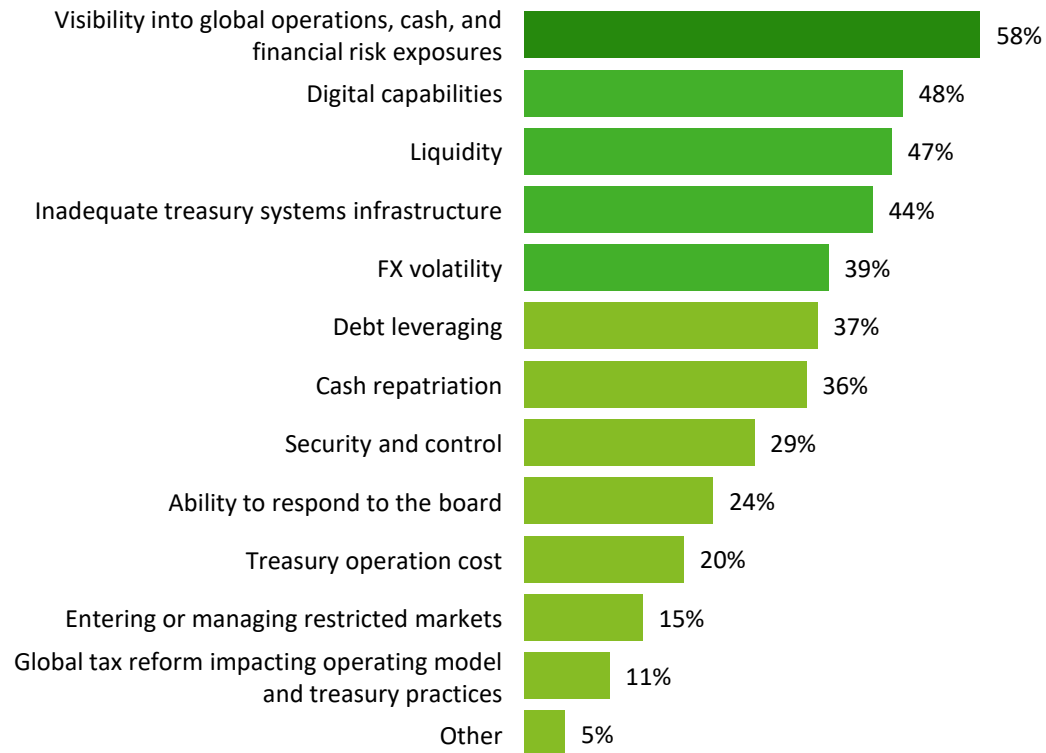 Visibility into global operations, cash, and
financial risk exposures
58%
Digital capabilities
48%
Liquidity
47%
Inadequate treasury systems infrastructure
44%
FX volatility
39%
Debt leveraging
37%
Cash repatriation
36%
Security and control
29%
Ability to respond to the board
24%
Treasury operation cost
20%
Entering or managing restricted markets
15%
Global tax reform impacting operating model
and treasury practices
11%
Other
5%